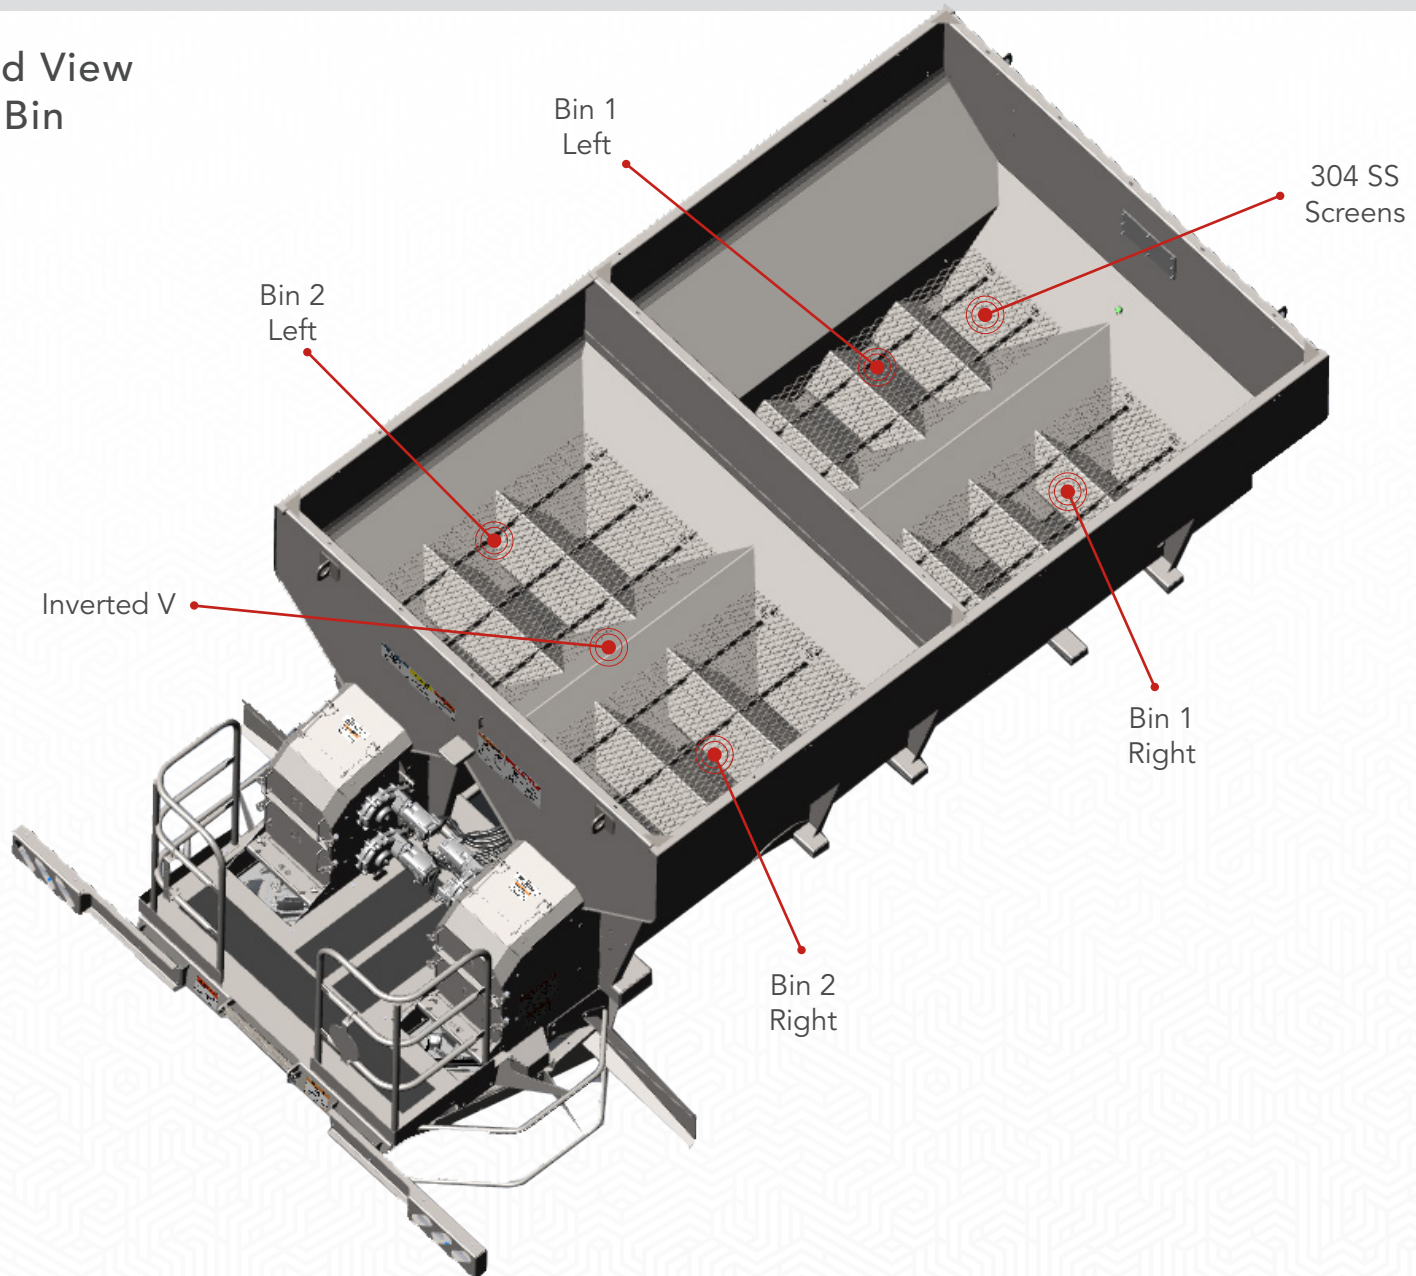 d View
Bin
Bin 1
Left
304 SS
Screens
Bin 2
Left
Inverted V
Bin 1
Right
Bin 2
Right